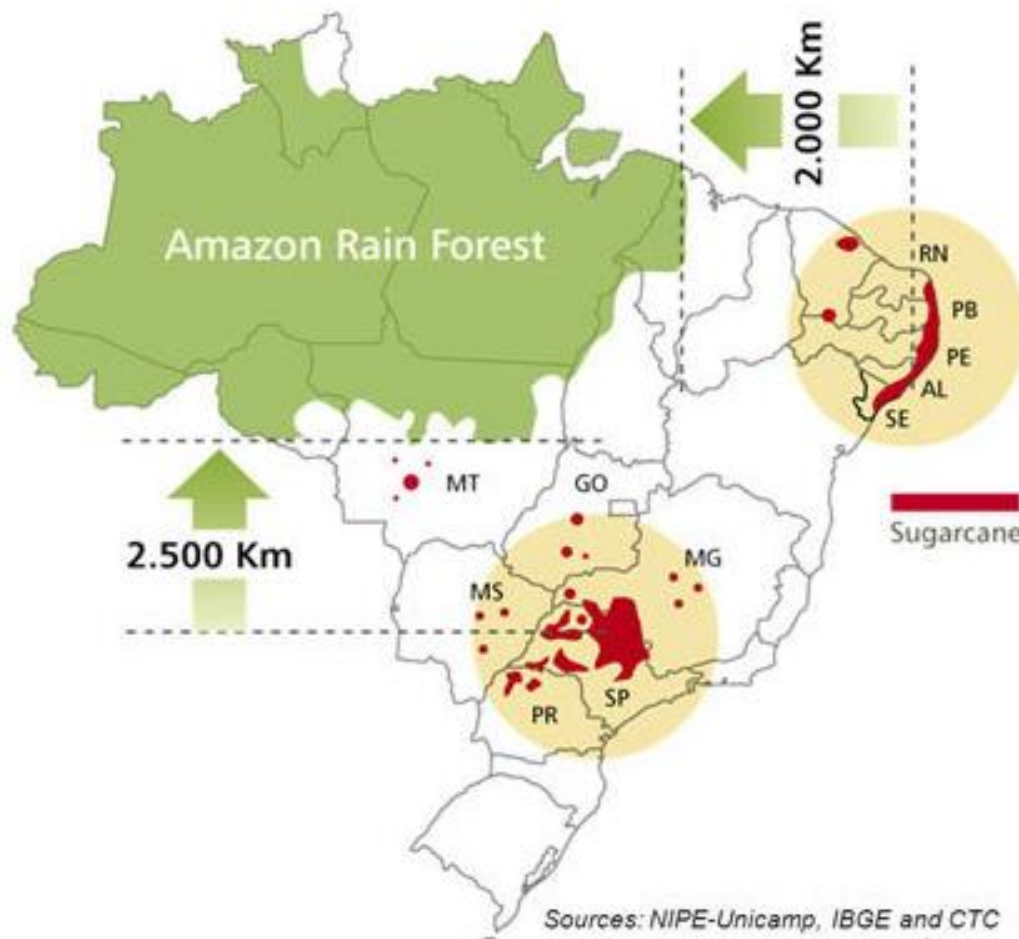 2.000 Km
Amazon Rain Forest
RN
PB
PE
AL
SE
MT
GO
Sugarcane
2.500 Km
MG
MS
SP
PR
Sources: NIPE-Unicamp, IBGE and CTC